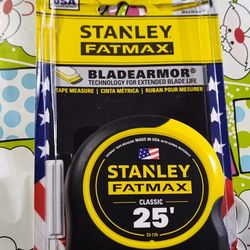 USA
STANLEY
FATMAX®
BLADEARMOR®
TECHNOLOGY FOR EXTENDED BLADE LIFE
TAPE MEASURE / CINTA MÉTRICA / RUBAN POUR MESURER
MADE IN USA
STANLEY
FATMAX
CLASSIC
25'
33-725